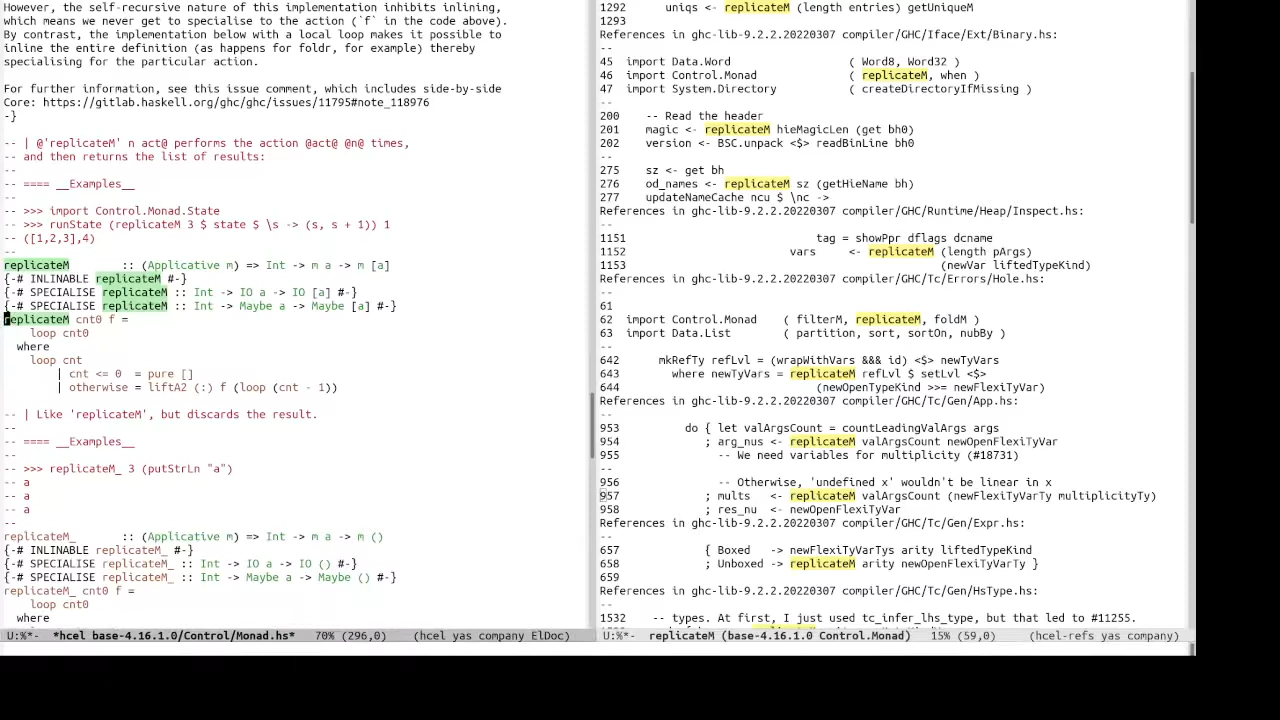 However, the self-recursive nature of this implementation inhibits inlining,
which means we never get to specialise to the action (`f` in the code above).
By contrast, the implementation below with a local loop makes it possible to
inline the entire definition (as happens for foldr, for example) thereby
specialising for the particular action.
For further information, see this issue comment, which includes side-by-side
Core: https://gitlab.haskell.org/ghc/ghc/issues/11795#note_118976
-}
-- | @'replicateM' n act@ performs the action @act@ @n@ times,
-- and then returns the list of results:
--
-- ==== __Examples__
--
-- >>> import Control.Monad.State
-- >>> runState (replicateM 3 $ state $ \s -> (s, s + 1)) 1
-- ([1,2,3],4)
--
replicateM        :: (Applicative m) => Int -> m a -> m [a]
{-# INLINABLE replicateM #-}
{-# SPECIALISE replicateM :: Int -> IO a -> IO [a] #-}
{-# SPECIALISE replicateM :: Int -> Maybe a -> Maybe [a] #-}
replicateM cnt0 f =
    loop cnt0
  where
    loop cnt
        | cnt <= 0  = pure []
        | otherwise = liftA2 (:) f (loop (cnt - 1))
-- | Like 'replicateM', but discards the result.
--
-- ==== __Examples__
--
-- >>> replicateM_ 3 (putStrLn "a")
-- a
-- a
-- a
--
replicateM_       :: (Applicative m) => Int -> m a -> m ()
{-# INLINABLE replicateM_ #-}
{-# SPECIALISE replicateM_ :: Int -> IO a -> IO () #-}
{-# SPECIALISE replicateM_ :: Int -> Maybe a -> Maybe () #-}
replicateM_ cnt0 f =
    loop cnt0
  where
U:%*-  *hcel base-4.16.1.0/Control/Monad.hs*   70% (296,0)    (hcel yas company ElDoc)
1292      uniqs <- replicateM (length entries) getUniqueM
1293
References in ghc-lib-9.2.2.20220307 compiler/GHC/Iface/Ext/Binary.hs:
--
45  import Data.Word                  ( Word8, Word32 )
46  import Control.Monad              ( replicateM, when )
47  import System.Directory           ( createDirectoryIfMissing )
--
200    -- Read the header
201    magic <- replicateM hieMagicLen (get bh0)
202    version <- BSC.unpack <$> readBinLine bh0
--
275    sz <- get bh
276    od_names <- replicateM sz (getHieName bh)
277    updateNameCache ncu $ \nc ->
References in ghc-lib-9.2.2.20220307 compiler/GHC/Runtime/Heap/Inspect.hs:
--
1151                             tag = showPpr dflags dcname
1152                         vars     <- replicateM (length pArgs)
1153                                                (newVar liftedTypeKind)
References in ghc-lib-9.2.2.20220307 compiler/GHC/Tc/Errors/Hole.hs:
--
61
62  import Control.Monad    ( filterM, replicateM, foldM )
63  import Data.List        ( partition, sort, sortOn, nubBy )
--
642      mkRefTy refLvl = (wrapWithVars &&& id) <$> newTyVars
643        where newTyVars = replicateM refLvl $ setLvl <$>
644                              (newOpenTypeKind >>= newFlexiTyVar)
References in ghc-lib-9.2.2.20220307 compiler/GHC/Tc/Gen/App.hs:
--
953          do { let valArgsCount = countLeadingValArgs args
954             ; arg_nus <- replicateM valArgsCount newOpenFlexiTyVar
955               -- We need variables for multiplicity (#18731)
--
956               -- Otherwise, 'undefined x' wouldn't be linear in x
957             ; mults   <- replicateM valArgsCount (newFlexiTyVarTy multiplicityTy)
958             ; res_nu  <- newOpenFlexiTyVar
References in ghc-lib-9.2.2.20220307 compiler/GHC/Tc/Gen/Expr.hs:
--
657             { Boxed   -> newFlexiTyVarTys arity liftedTypeKind
658             ; Unboxed -> replicateM arity newOpenFlexiTyVarTy }
659
References in ghc-lib-9.2.2.20220307 compiler/GHC/Tc/Gen/HsType.hs:
--
1532    -- types. At first, I just used tc_infer_lhs_type, but that led to #11255.
U:%*-  replicateM (base-4.16.1.0 Control.Monad)   15% (59,0)     (hcel-refs yas company)